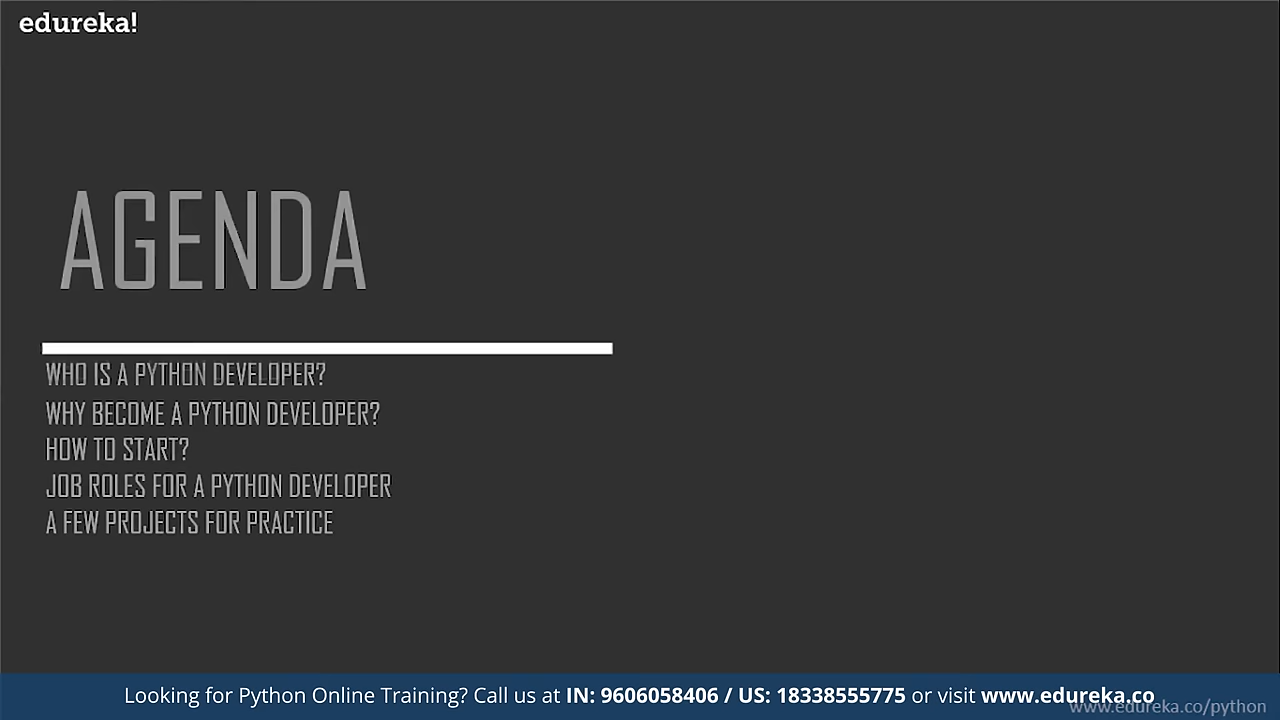 edureka!
AGENDA
WHO IS A PYTHON DEVELOPER?
WHY BECOME A PYTHON DEVELOPER?
HOW TO START?
JOB ROLES FOR A PYTHON DEVELOPER
A FEW PROJECTS FOR PRACTICE
Looking for Python Online Training? Call us at IN: 9606058406 / US: 18338555775 or visit www.edureka.co
www.edureka.co/python